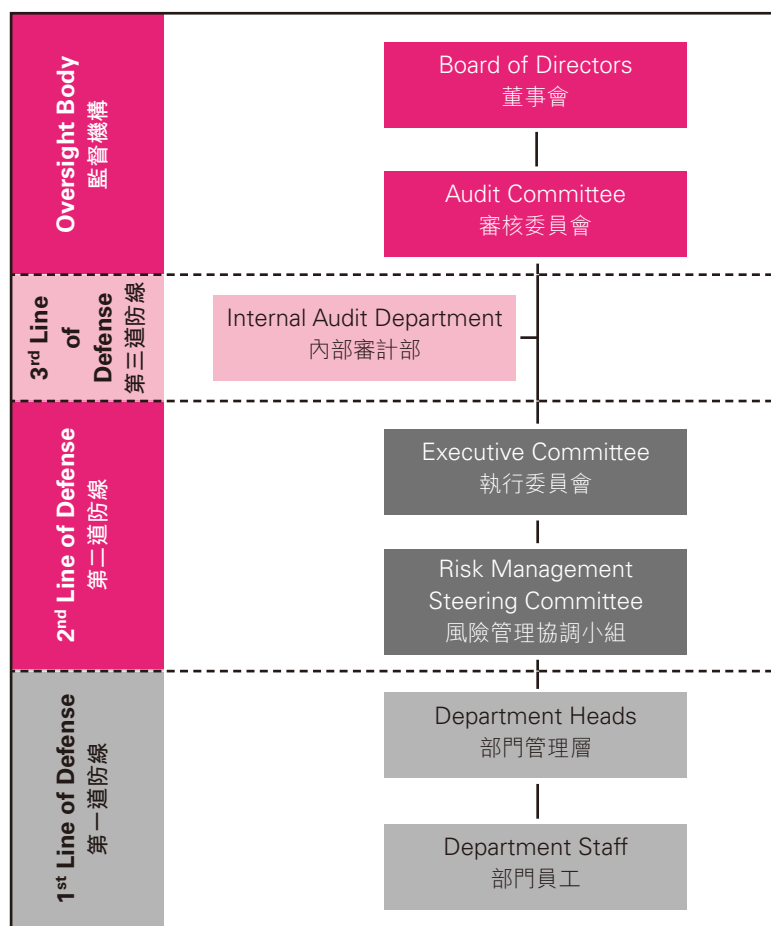 Oversight Body
監督機構
Board of Directors
董事會
Audit Committee
審核委員會
3rd Line
of
Defense
第三道防線
Internal Audit Department
內部審計部
2nd Line of Defense
第二道防線
Executive Committee
執行委員會
Risk Management
Steering Committee
風險管理協調小組
1st Line of Defense
第一道防線
Department Heads
部門管理層
Department Staff
部門員工